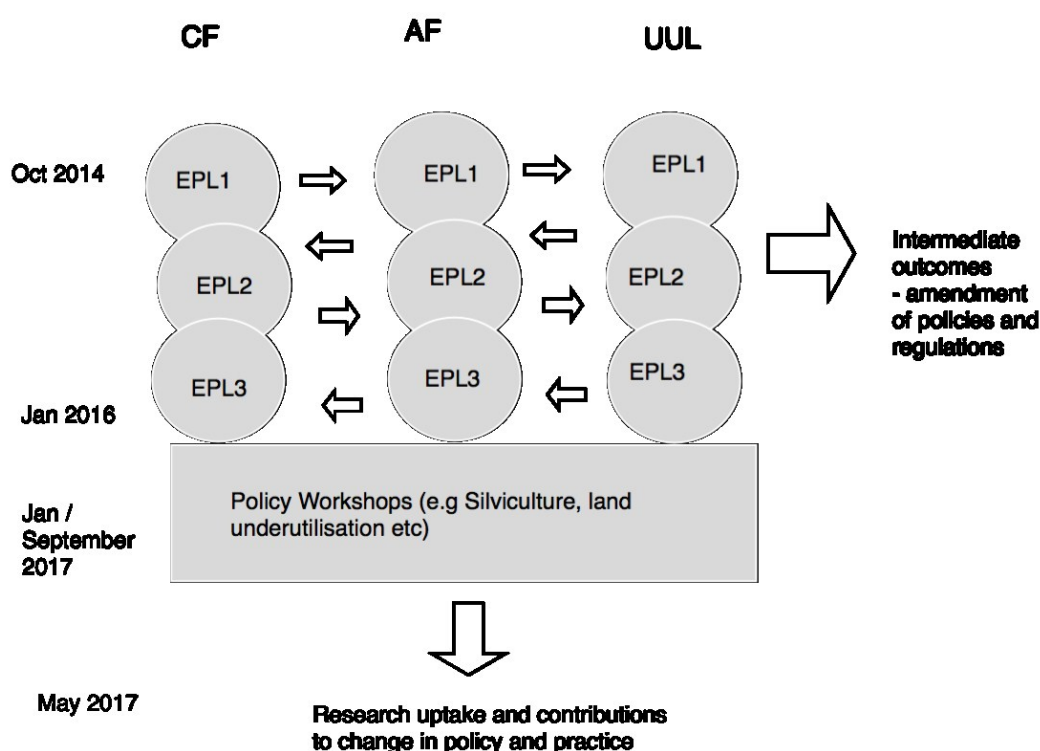 CF
AF
UUL
Oct 2014
EPL1
EPL1
EPL1
EPL2
EPL2
EPL2
Intermediate
outcomes
- amendment
of policies and
regulations
EPL3
EPL3
EPL3
Jan 2016
Jan /
September
2017
Policy Workshops (e.g Silviculture, land
underutilisation etc)
May 2017
Research uptake and contributions
to change in policy and practice